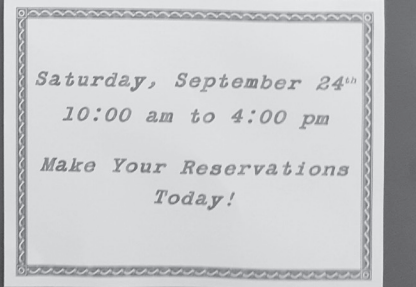 Saturday, September 24th
10:00 am to 4:00 pm
Make Your Reservations
Today!